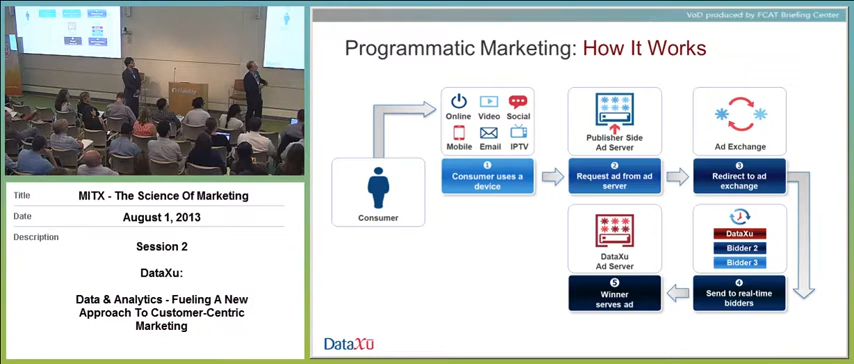 VoD produced by FCAT Briefing Center
Programmatic Marketing: How It Works
Online Video Social
Mobile Email IPTV
Consumer
1
Consumer uses a
device
Publisher Side
Ad Server
2
Request ad from ad
server
Ad Exchange
3
Redirect to ad
exchange
DataXu
Bidder 2
Bidder 3
4
Send to real-time
bidders
DataXu
Ad Server
5
Winner
serves ad
DataXu
Title MITX - The Science Of Marketing
Date August 1, 2013
Description
Session 2
DataXu:
Data & Analytics - Fueling A New
Approach To Customer-Centric
Marketing